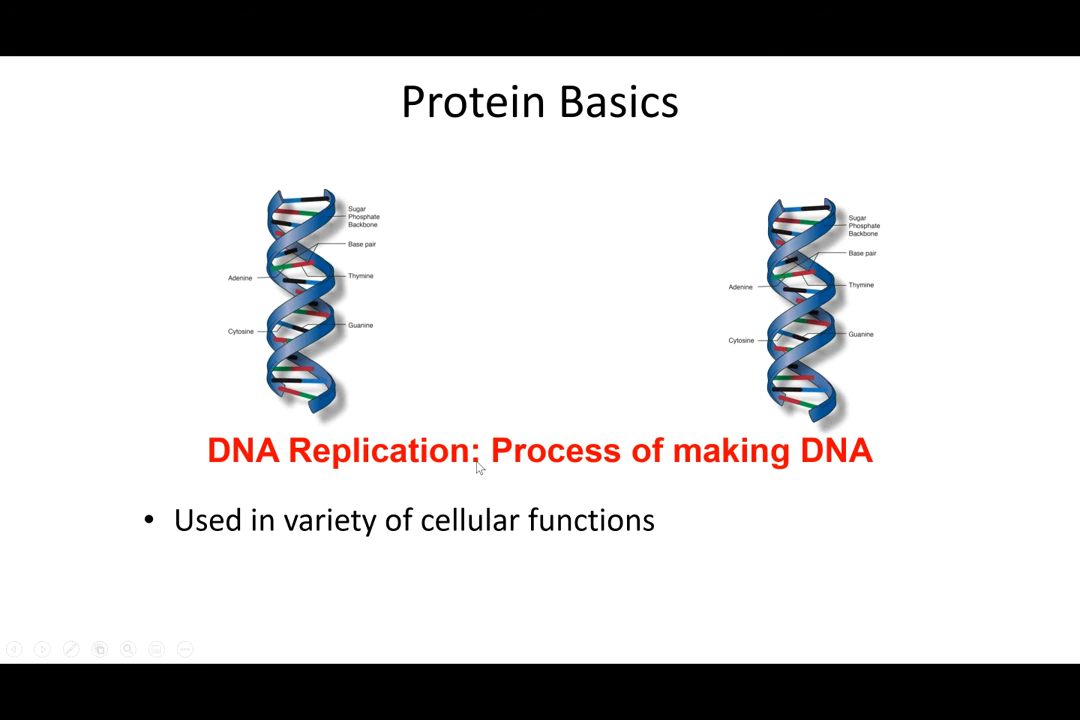 Protein Basics
Sugar
Phosphate
Backbone
Base pair
Adenine
Thymine
Cytosine
Guanine
Sugar
Phosphate
Backbone
Base pair
Adenine
Thymine
Cytosine
Guanine
DNA Replication: Process of making DNA
• Used in variety of cellular functions